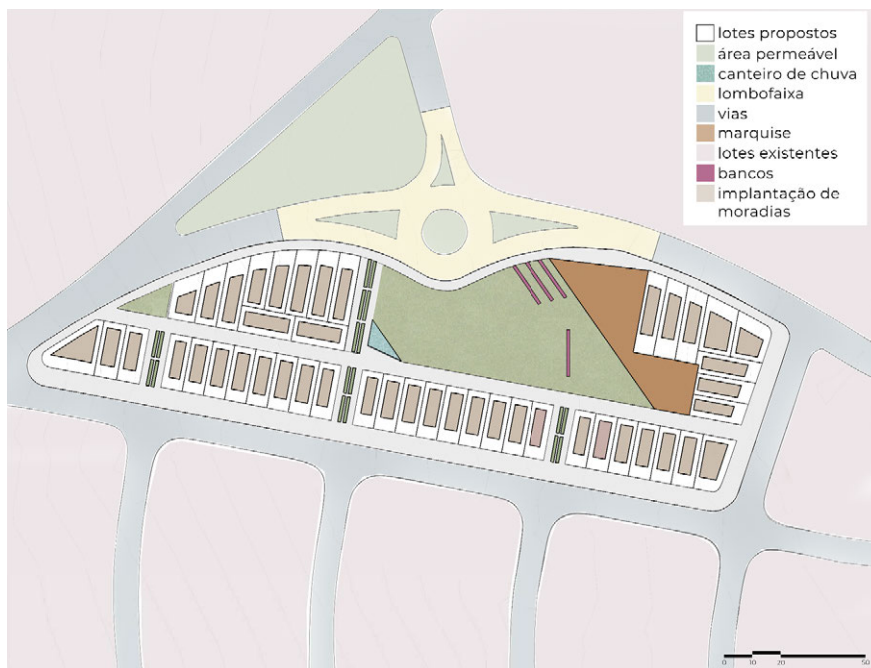 lotes propostos
área permeável
canteiro de chuva
lombofaixa
vias
marquise
lotes existentes
bancos
implantação de
moradias
0 10 20 50